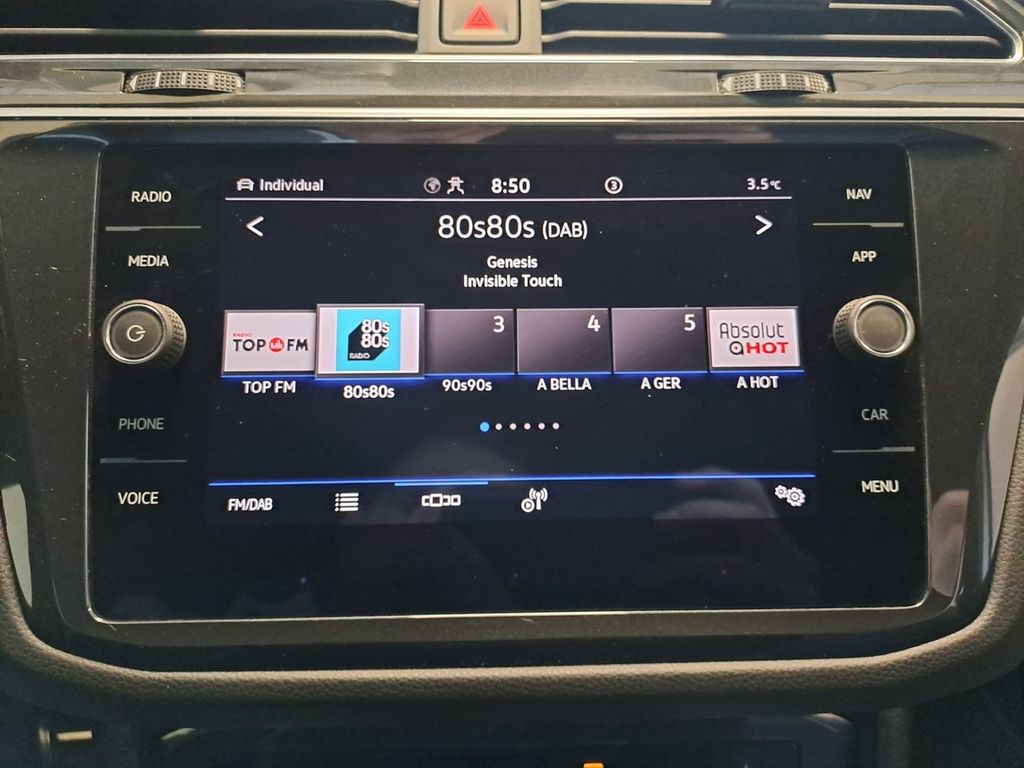 RADIO
MEDIA
PHONE
VOICE
Individual 8:50 3 3.5°C
< 80s80s (DAB) >
Genesis
Invisible Touch
RADIO
TOP FM
80s
80s
RADIO
3
4
5
Absolut
HOT
TOP FM 80s80s 90s90s A BELLA A GER A HOT
FM/DAB
NAV
APP
CAR
MENU